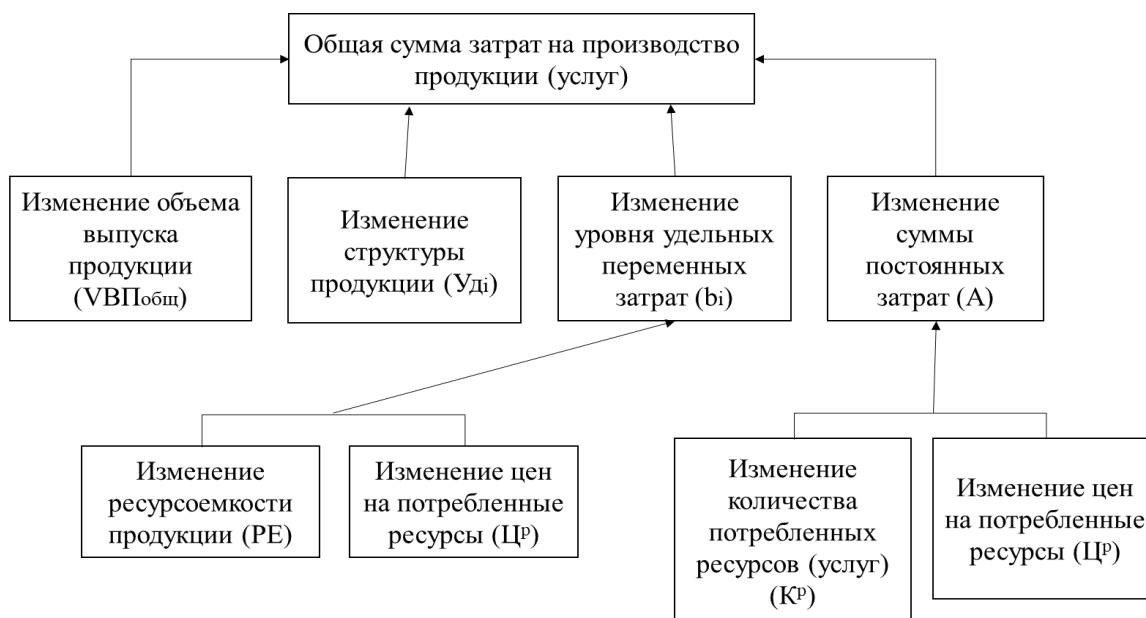 Общая сумма затрат на производство
продукции (услуг)
Изменение объема
выпуска
продукции
(VВПобщ)
Изменение
структуры
продукции (Удi)
Изменение
уровня удельных
переменных
затрат (bi)
Изменение
суммы
постоянных
затрат (А)
Изменение
ресурсоемкости
продукции (РЕ)
Изменение цен
на потребленные
ресурсы (Цр)
Изменение
количества
потребленных
ресурсов (услуг)
(Кр)
Изменение цен
на потребленные
ресурсы (Цр)